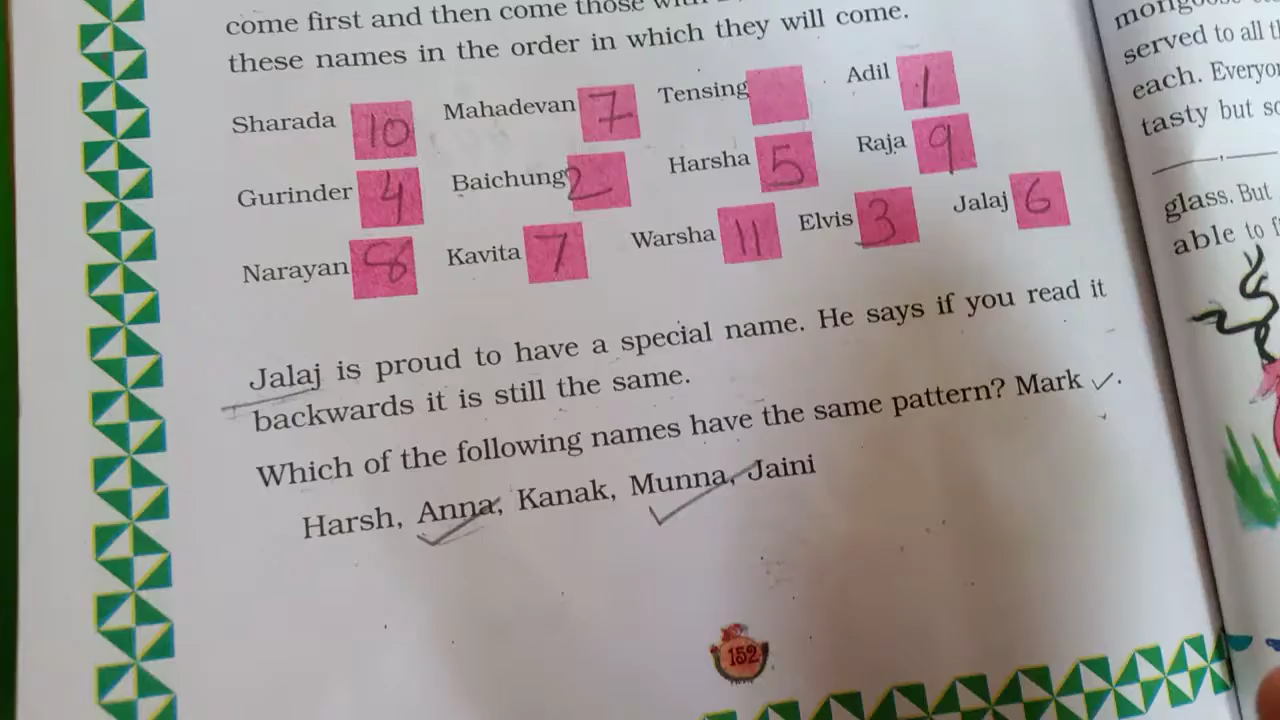 come first and then come those
these names in the order in which they will come.
Sharada 10 Mahadevan 7 Tensing Adil 1
Gurinder 4 Baichung 2 Harsha 5 Raja 9
Narayan 8 Kavita 7 Warsha 11 Elvis 3 Jalaj 6
Jalaj is proud to have a special name. He says if you read it
backwards it is still the same.
Which of the following names have the same pattern? Mark ✓.
Harsh, Anna, Kanak, Munna, Jaini
152
served to all
each.
tasty but
glass. But
able to